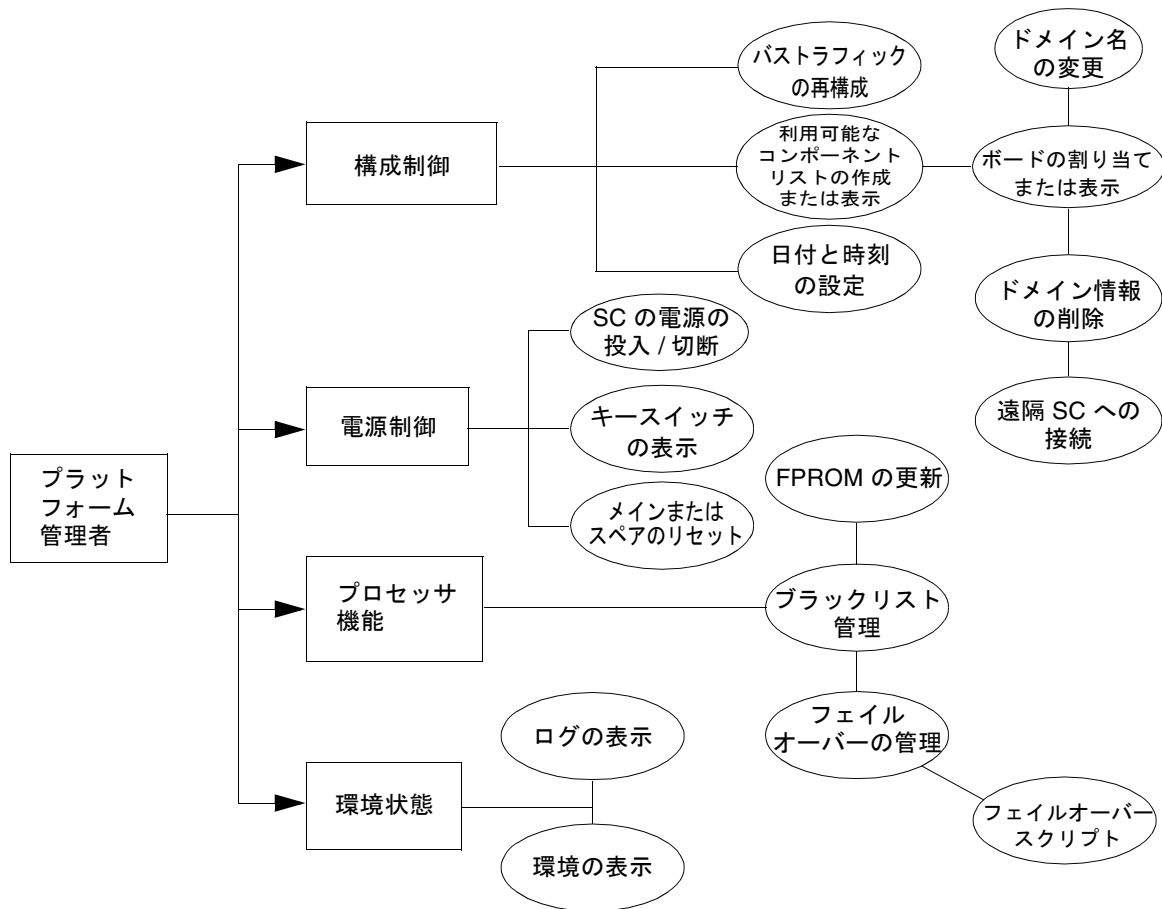 バストラフィック
の再構成
ドメイン名
の変更
構成制御
利用可能な
コンポーネント
リストの作成
または表示
ボードの割り当て
または表示
日付と時刻
の設定
ドメイン情報
の削除
SC の電源の
投入 / 切断
電源制御
キースイッチ
の表示
遠隔 SC への
接続
プラット
フォーム
管理者
メインまたは
スペアのリセット
FPROM の更新
プロセッサ
機能
ブラックリスト
管理
ログの表示
フェイル
オーバーの管理
環境状態
フェイルオーバー
スクリプト
環境の表示